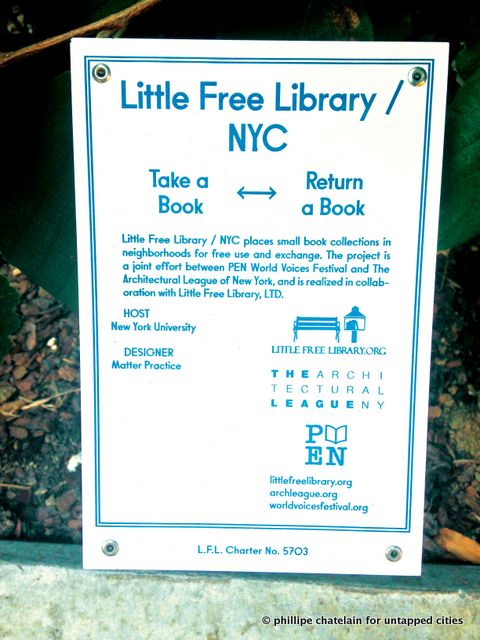 Little Free Library /
NYC
Take a
Book
Return
a Book
Little Free Library / NYC places small book collections in
neighborhoods for free use and exchange. The project is
a joint effort between PEN World Voices Festival and The
Architectural League of New York, and is realized in collab-
oration with Little Free Library, LTD.
HOST
New York University
DESIGNER
Matter Practice
LITTLE FREE LIBRARY.ORG
THE ARCHI
TECTURAL
LEAGUE NY
P
EN
littlefreelibrary.org
archleague.org
worldvoicesfestival.org
L.F.L. Charter No. 5703
© phillipe chatelain for untapped cities